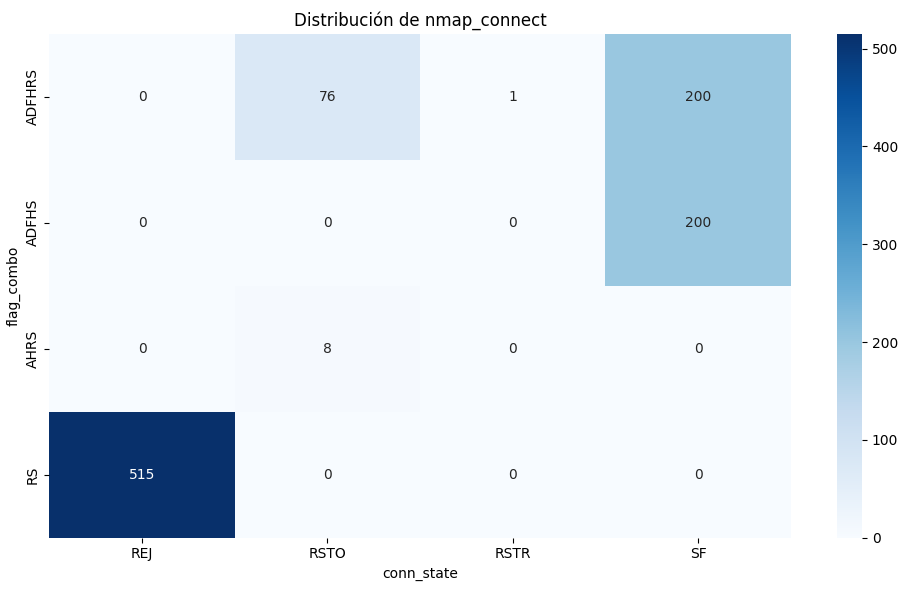 Distribución de nmap_connect
ADFHRS 0 76 1 200
ADFHS 0 0 0 200
AHRS 0 8 0 0
RS 515 0 0 0
REJ RSTO RSTR SF
conn_state
flag_combo
500
400
300
200
100
0